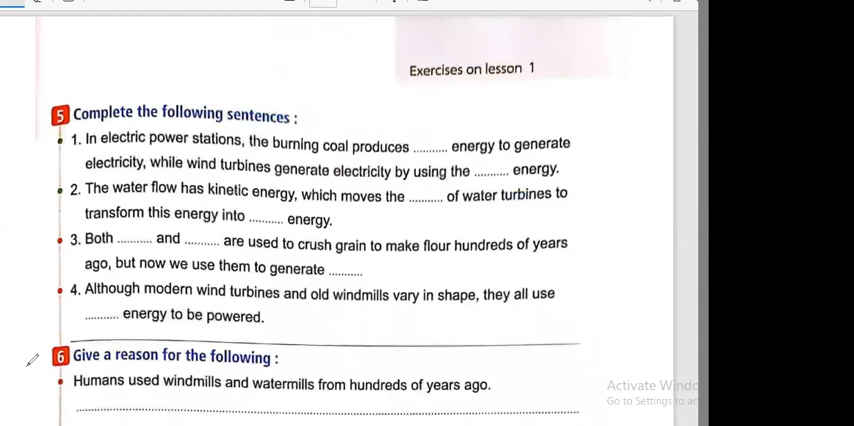 Exercises on lesson 1
5 Complete the following sentences :
1. In electric power stations, the burning coal produces .......... energy to generate
electricity, while wind turbines generate electricity by using the .......... energy.
2. The water flow has kinetic energy, which moves the .......... of water turbines to
transform this energy into .......... energy.
3. Both .......... and .......... are used to crush grain to make flour hundreds of years
ago, but now we use them to generate ..........
4. Although modern wind turbines and old windmills vary in shape, they all use
.......... energy to be powered.
6 Give a reason for the following :
Humans used windmills and watermills from hundreds of years ago.
Activate Windo
Go to Settings to ac